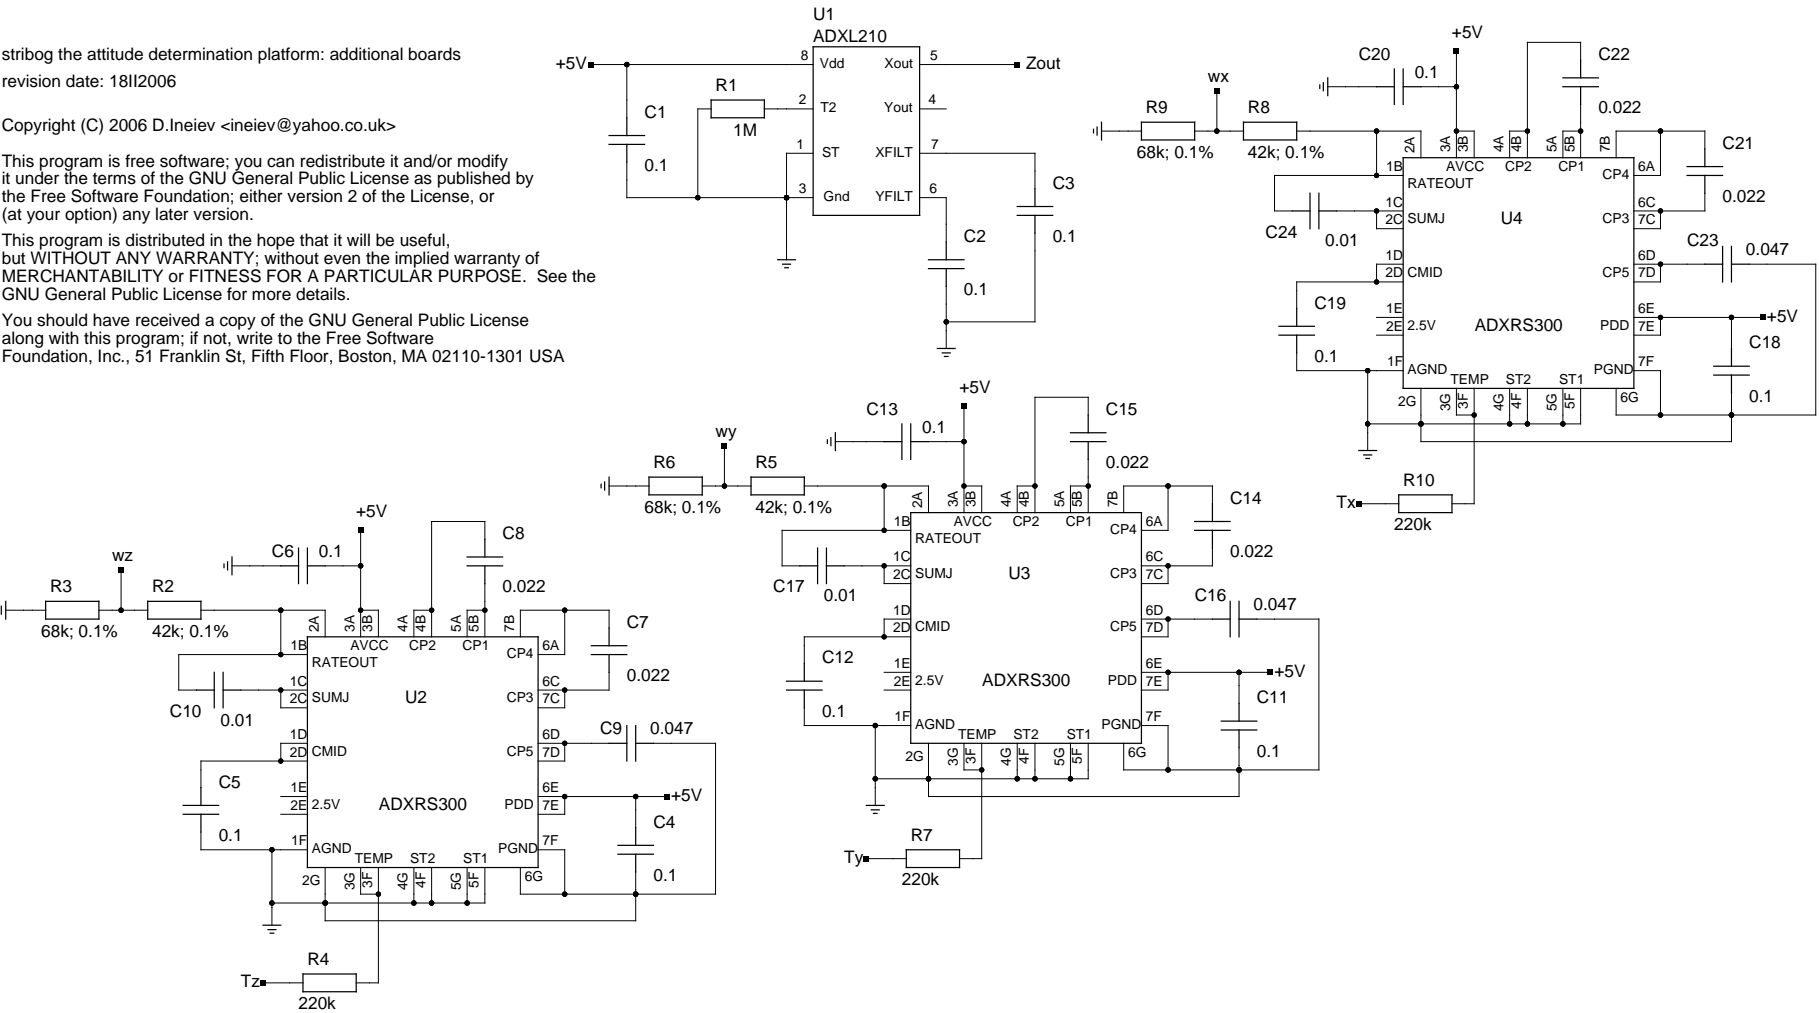 stribog the attitude determination platform: additional boards
revision date: 18II2006
Copyright (C) 2006 D.Ineiev <ineiev@yahoo.co.uk>
This program is free software; you can redistribute it and/or modify
it under the terms of the GNU General Public License as published by
the Free Software Foundation; either version 2 of the License, or
(at your option) any later version.
This program is distributed in the hope that it will be useful,
but WITHOUT ANY WARRANTY; without even the implied warranty of
MERCHANTABILITY or FITNESS FOR A PARTICULAR PURPOSE. See the
GNU General Public License for more details.
You should have received a copy of the GNU General Public License
along with this program; if not, write to the Free Software
Foundation, Inc., 51 Franklin St, Fifth Floor, Boston, MA 02110-1301 USA
U1
ADXL210
+5V
8
Vdd
Xout
5
Zout
R1
1M
2
T2
Yout
4
C1
0.1
1
ST
XFILT
7
3
Gnd
YFILT
6
C3
0.1
C2
0.1
+5V
C20
0.1
C22
0.022
wx
R9
68k; 0.1%
R8
42k; 0.1%
2A
3A
3B
4A
4B
5A
5B
7B
AVCC
CP2
CP1
C21
0.022
1B
RATEOUT
CP4
6A
1C
2C
SUMJ
U4
CP3
6C
7C
C24
0.01
C23
0.047
1D
2D
CMID
CP5
6D
7D
C19
0.1
1E
2E
2.5V
ADXRS300
PDD
6E
7E
+5V
C18
0.1
1F
AGND
TEMP
ST2
ST1
PGND
7F
2G
3G
3F
4G
4F
5G
5F
6G
R10
Tx
220k
+5V
C13
0.1
C15
0.022
wy
R6
68k; 0.1%
R5
42k; 0.1%
2A
3A
3B
4A
4B
5A
5B
7B
AVCC
CP2
CP1
C14
0.022
1B
RATEOUT
CP4
6A
1C
2C
SUMJ
U3
CP3
6C
7C
C17
0.01
C16
0.047
1D
2D
CMID
CP5
6D
7D
C12
0.1
1E
2E
2.5V
ADXRS300
PDD
6E
7E
+5V
C11
0.1
1F
AGND
TEMP
ST2
ST1
PGND
7F
2G
3G
3F
4G
4F
5G
5F
6G
R7
Ty
220k
+5V
C6
0.1
C8
0.022
wz
R3
68k; 0.1%
R2
42k; 0.1%
2A
3A
3B
4A
4B
5A
5B
7B
AVCC
CP2
CP1
C7
0.022
1B
RATEOUT
CP4
6A
1C
2C
SUMJ
U2
CP3
6C
7C
C10
0.01
C9
0.047
1D
2D
CMID
CP5
6D
7D
C5
0.1
1E
2E
2.5V
ADXRS300
PDD
6E
7E
+5V
C4
0.1
1F
AGND
TEMP
ST2
ST1
PGND
7F
2G
3G
3F
4G
4F
5G
5F
6G
R4
Tz
220k